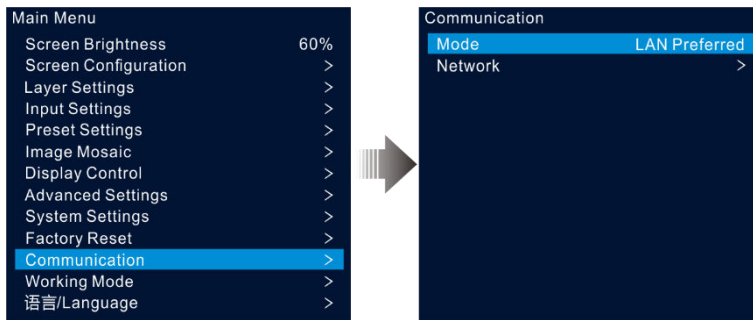 Main Menu
Screen Brightness 60%
Screen Configuration >
Layer Settings >
Input Settings >
Preset Settings >
Image Mosaic >
Display Control >
Advanced Settings >
System Settings >
Factory Reset >
Communication >
Working Mode >
语言/Language >
Communication
Mode LAN Preferred
Network >